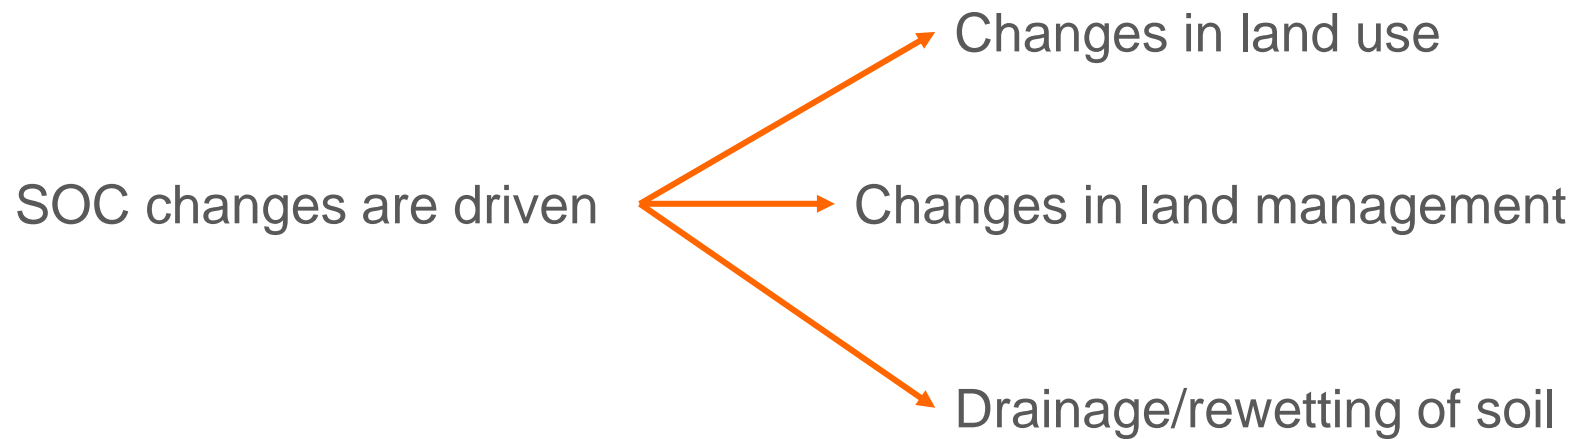 Changes in land use
SOC changes are driven
Changes in land management
Drainage/rewetting of soil